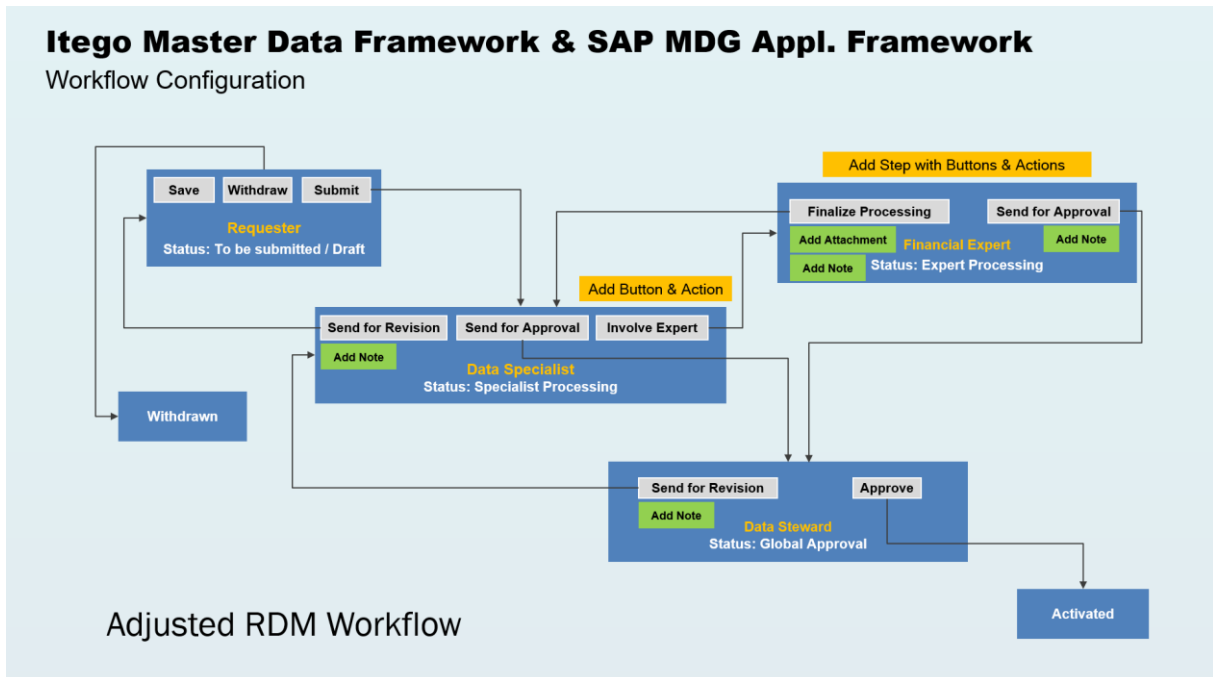 Itego Master Data Framework & SAP MDG Appl. Framework
Workflow Configuration
Add Step with Buttons & Actions
Save
Withdraw
Submit
Requester
Status: To be submitted / Draft
Finalize Processing
Send for Approval
Add Attachment
Financial Expert
Add Note
Add Note
Status: Expert Processing
Add Button & Action
Send for Revision
Send for Approval
Involve Expert
Add Note
Data Specialist
Status: Specialist Processing
Withdrawn
Send for Revision
Approve
Add Note
Data Steward
Status: Global Approval
Activated
Adjusted RDM Workflow